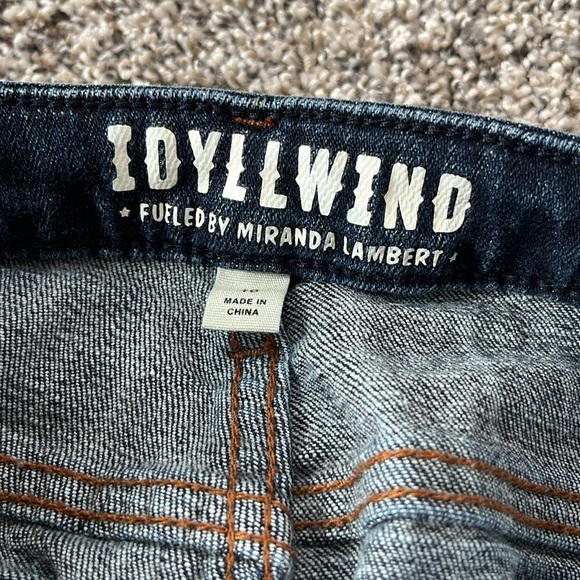 IDYLLWIND
★ FUELED BY MIRANDA LAMBERT ★
MADE IN
CHINA